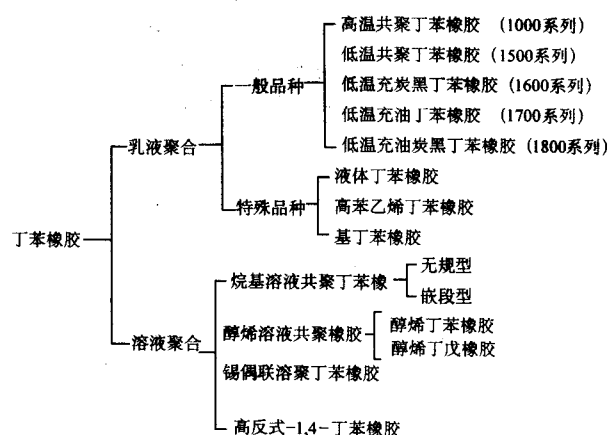 高温共聚丁苯橡胶 (1000系列)
低温共聚丁苯橡胶 (1500系列)
一般品种
低温充炭黑丁苯橡胶 (1600系列)
低温充油丁苯橡胶 (1700系列)
乳液聚合
低温充油炭黑丁苯橡胶 (1800系列)
液体丁苯橡胶
特殊品种
高苯乙烯丁苯橡胶
丁苯橡胶
基丁苯橡胶
无规型
烷基溶液共聚丁苯橡
嵌段型
醇烯丁苯橡胶
溶液聚合
醇烯溶液共聚橡胶
醇烯丁戊橡胶
锡偶联溶聚丁苯橡胶
高反式-1,4-丁苯橡胶